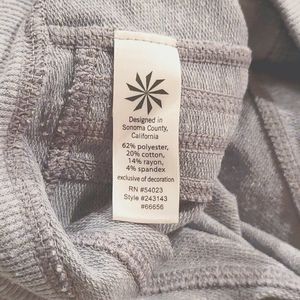 Designed in
Sonoma County,
California
62% polyester,
20% cotton,
14% rayon,
4% spandex
exclusive of decoration
RN #54023
Style #243143
#66656